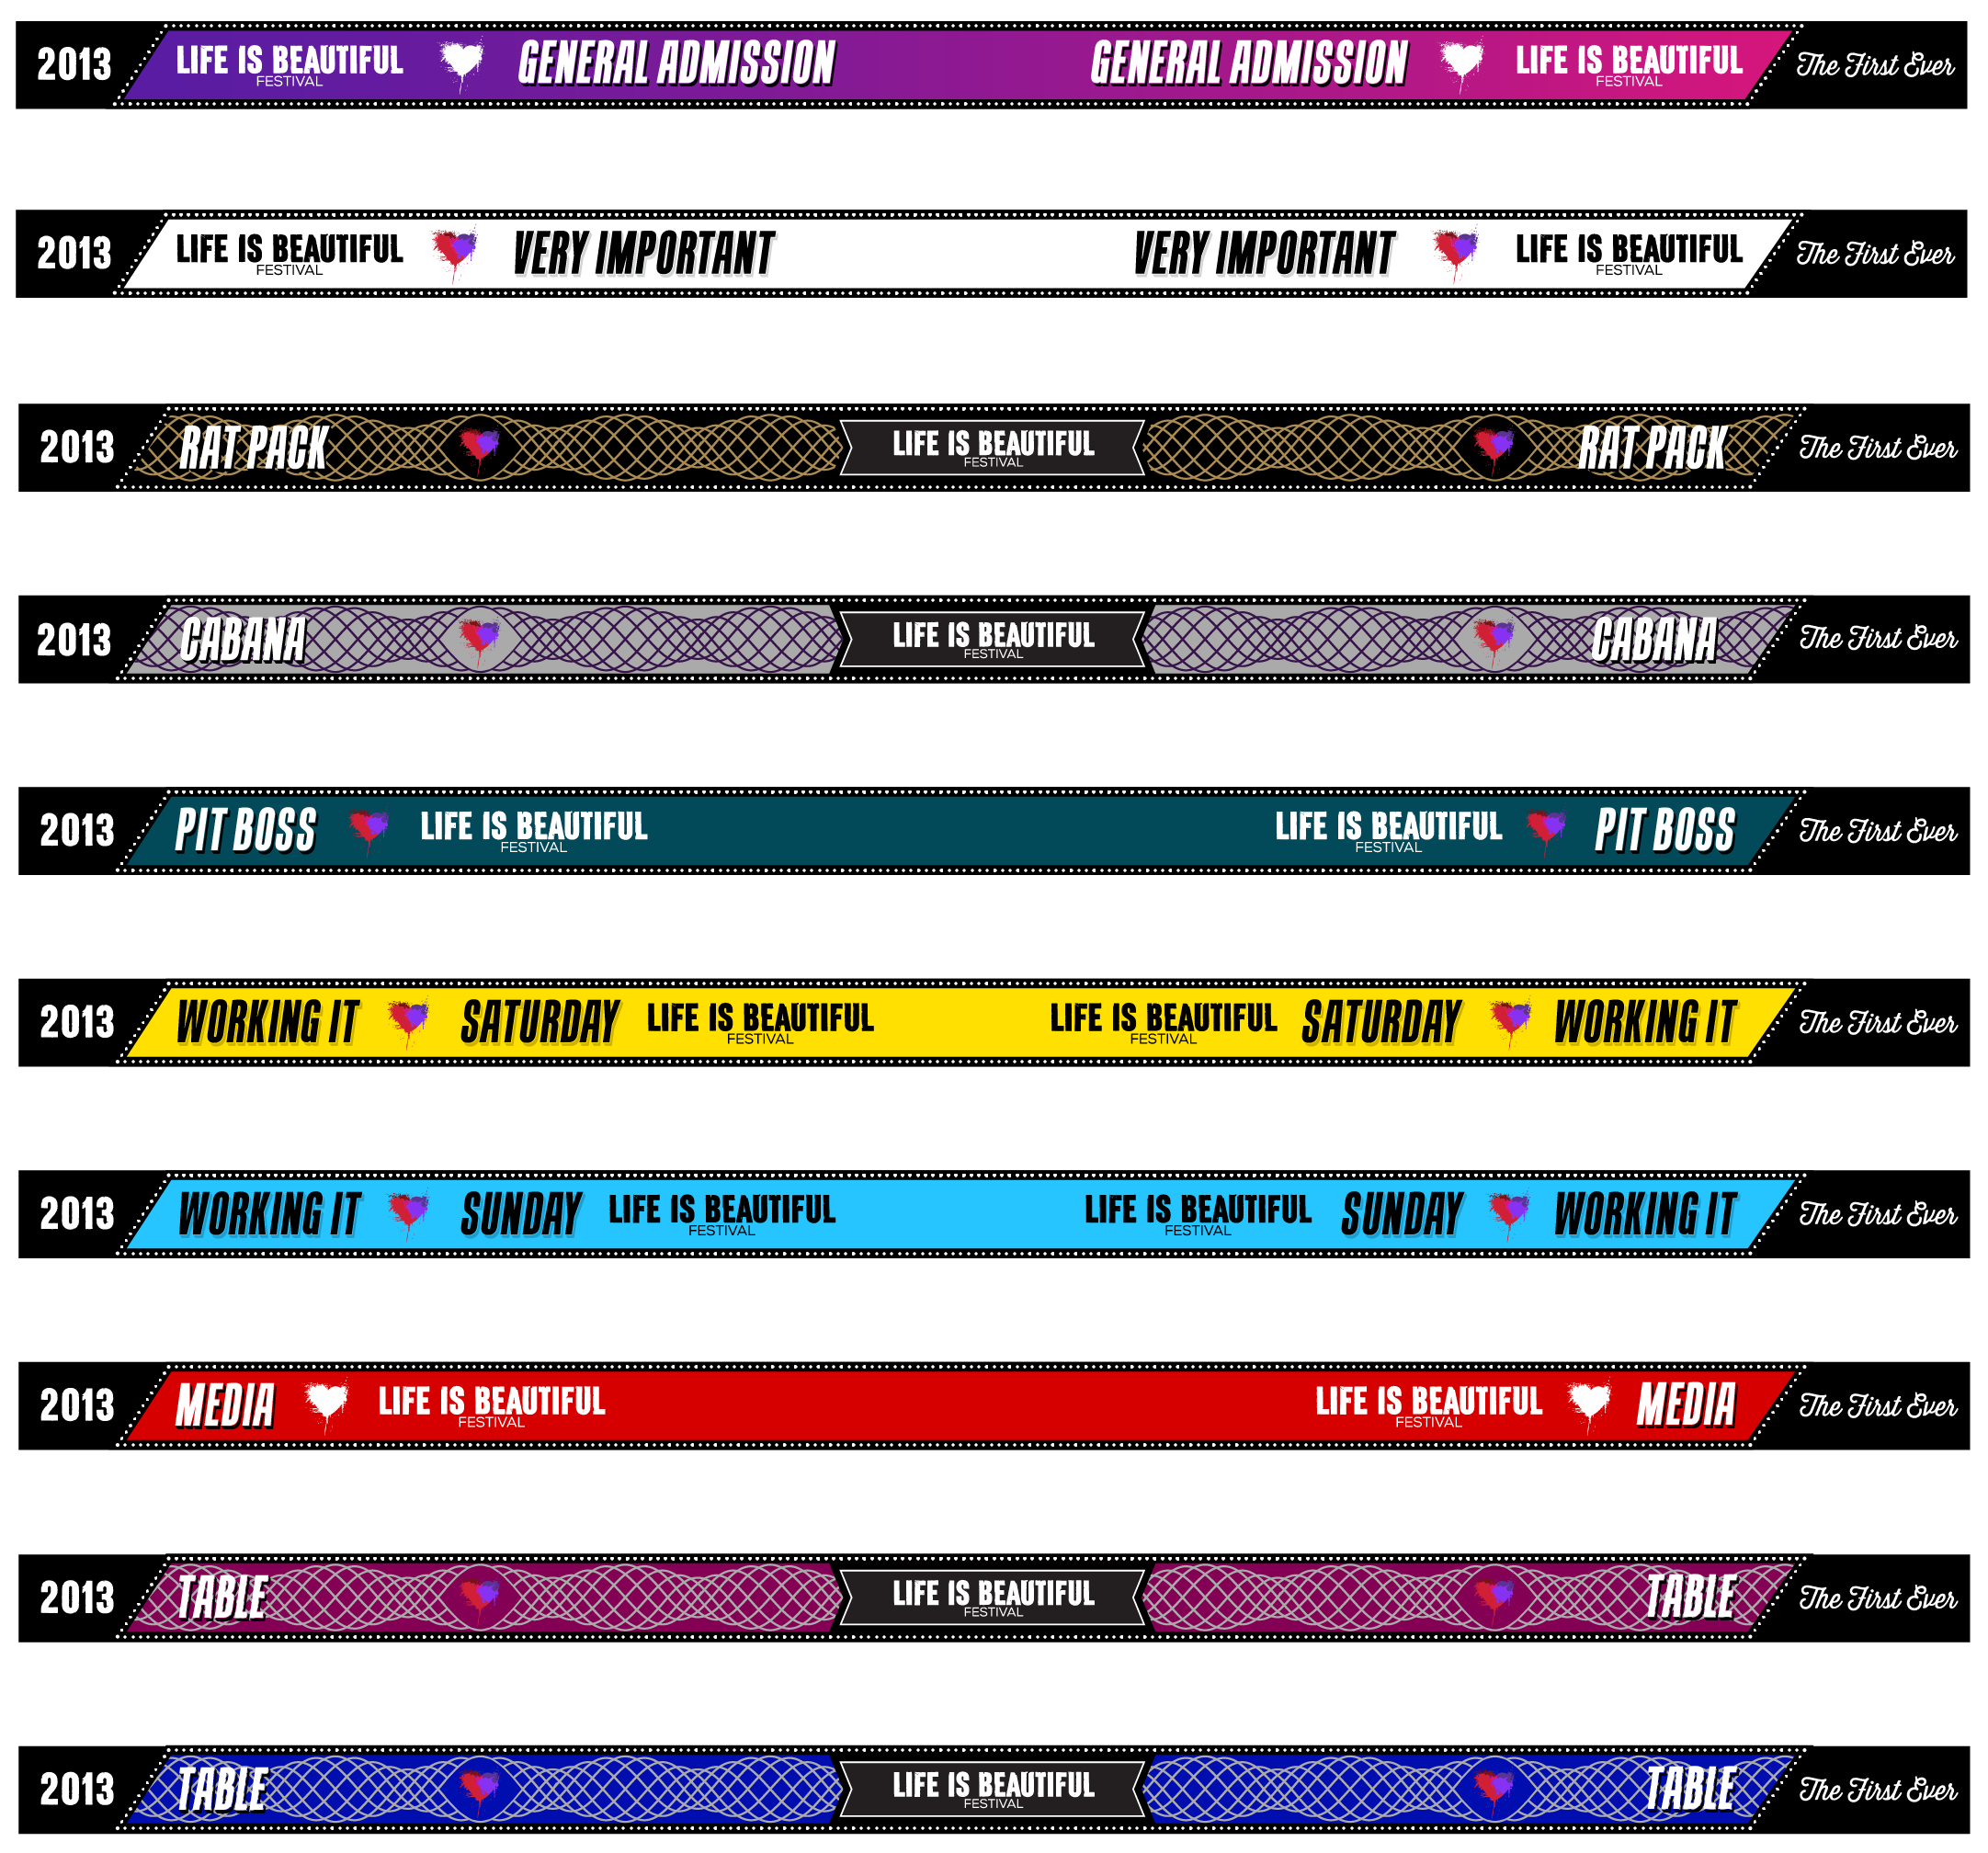 2013 LIFE IS BEAUTIFUL FESTIVAL GENERAL ADMISSION GENERAL ADMISSION LIFE IS BEAUTIFUL FESTIVAL The First Ever
2013 LIFE IS BEAUTIFUL FESTIVAL VERY IMPORTANT VERY IMPORTANT LIFE IS BEAUTIFUL FESTIVAL The First Ever
2013 RAT PACK LIFE IS BEAUTIFUL FESTIVAL RAT PACK The First Ever
2013 CABANA LIFE IS BEAUTIFUL FESTIVAL CABANA The First Ever
2013 PIT BOSS LIFE IS BEAUTIFUL FESTIVAL LIFE IS BEAUTIFUL FESTIVAL PIT BOSS The First Ever
2013 WORKING IT SATURDAY LIFE IS BEAUTIFUL FESTIVAL LIFE IS BEAUTIFUL FESTIVAL SATURDAY WORKING IT The First Ever
2013 WORKING IT SUNDAY LIFE IS BEAUTIFUL FESTIVAL LIFE IS BEAUTIFUL FESTIVAL SUNDAY WORKING IT The First Ever
2013 MEDIA LIFE IS BEAUTIFUL FESTIVAL LIFE IS BEAUTIFUL FESTIVAL MEDIA The First Ever
2013 TABLE LIFE IS BEAUTIFUL FESTIVAL TABLE The First Ever
2013 TABLE LIFE IS BEAUTIFUL FESTIVAL TABLE The First Ever